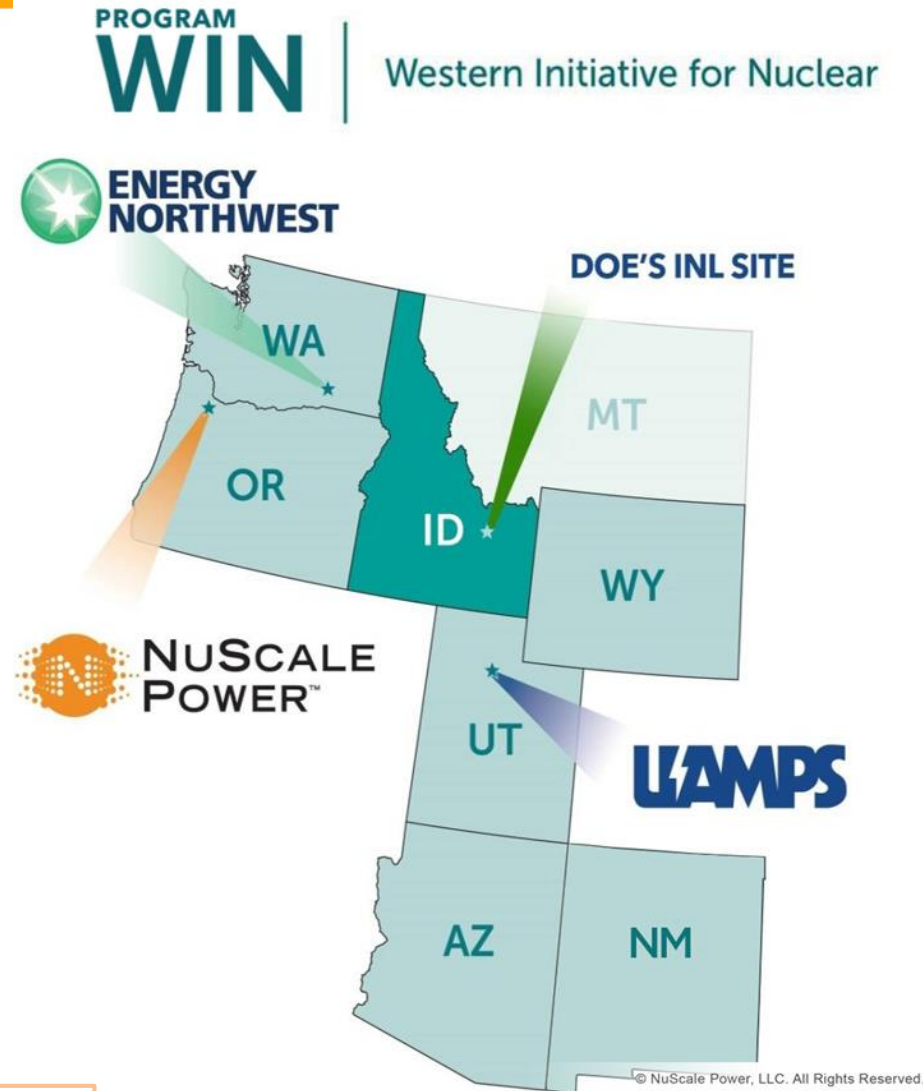 PROGRAM
WIN
Western Initiative for Nuclear
ENERGY
NORTHWEST
DOE'S INL SITE
WA
MT
OR
ID
WY
NUSCALE
POWER™
UT
UAMPS
AZ
NM
© NuScale Power, LLC. All Rights Reserved